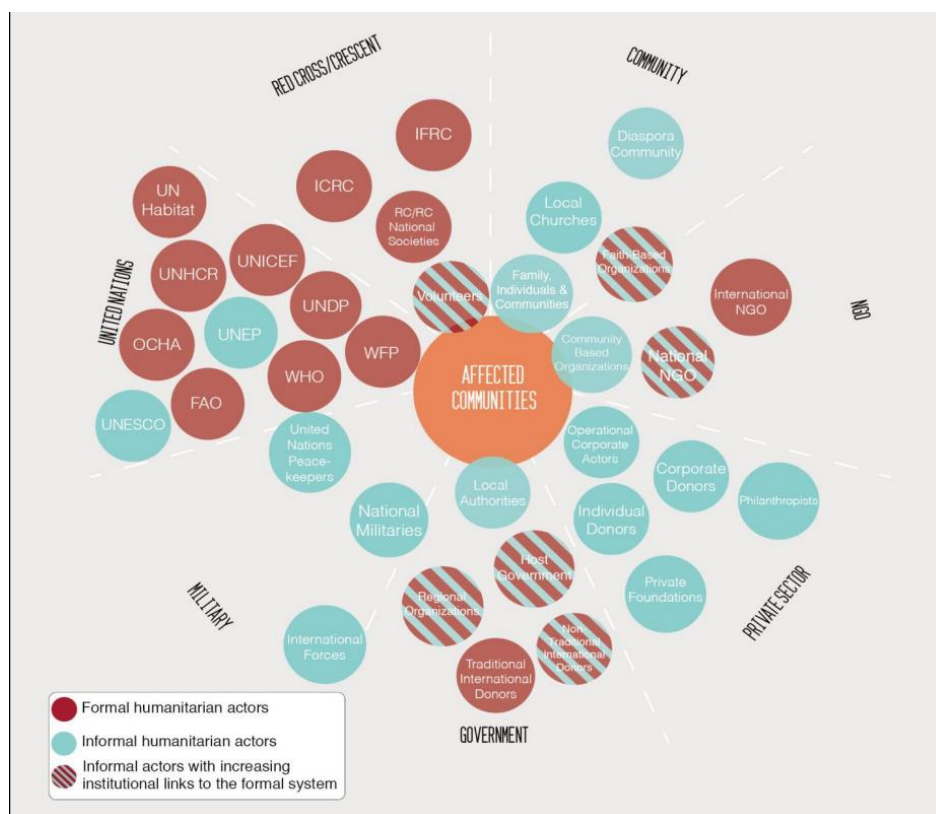 RED CROSS/CRESCENT
COMMUNITY
IFRC
Diaspora
Community
ICRC
UN
Habitat
Local
Churches
RC/RC
National
Societies
Faith-Based
Organizations
UNHCR
UNICEF
Volunteers
Family,
Individuals &
Communities
International
NGO
NGO
UNITED NATIONS
UNDP
OCHA
UNEP
WFP
Community
Based
Organizations
National
NGO
WHO
AFFECTED
COMMUNITIES
FAO
UNESCO
United
Nations
Peace-
keepers
Operational
Corporate
Actors
Corporate
Donors
Philanthropists
Local
Authorities
National
Militaries
Individual
Donors
Host
Government
Private
Foundations
Regional
Organizations
PRIVATE SECTOR
MILITARY
International
Forces
Non-
Traditional
International
Donors
Traditional
International
Donors
GOVERNMENT
Formal humanitarian actors
Informal humanitarian actors
Informal actors with increasing
institutional links to the formal system